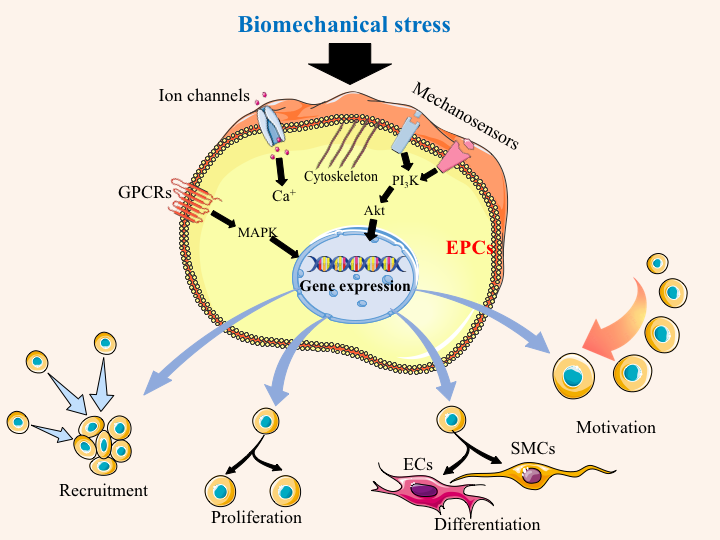 Biomechanical stress
Ion channels
Mechanosensors
Cytoskeleton
PI₃K
GPCRs
Ca⁺
Akt
MAPK
EPCs
Gene expression
Motivation
SMCs
ECs
Recruitment
Proliferation
Differentiation